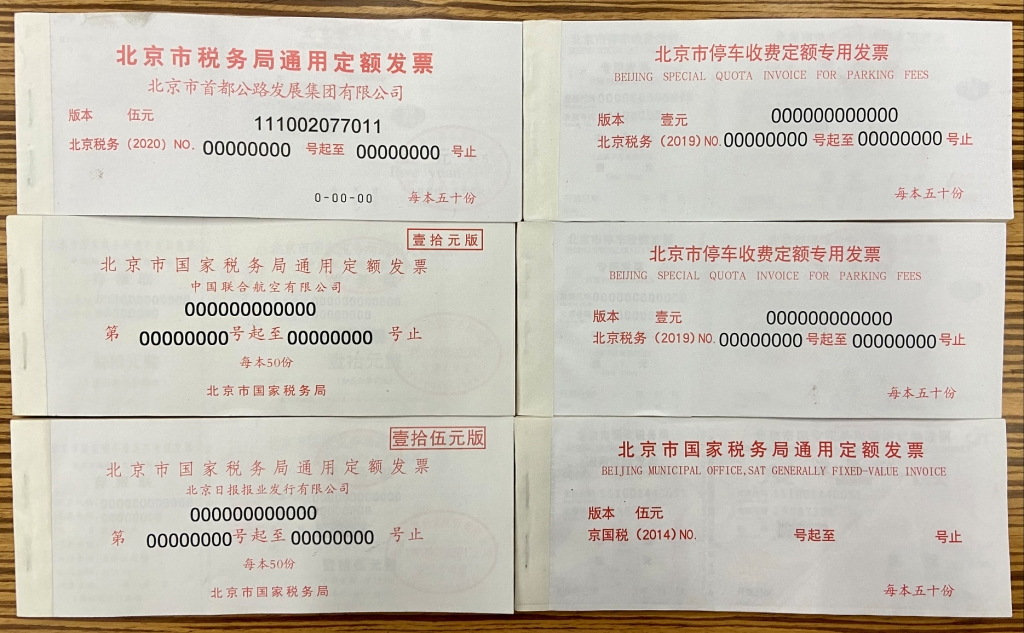 北京市税务局通用定额发票
北京市首都公路发展集团有限公司
版本 伍元
111002077011
北京税务（2020）NO. 00000000 号起至 00000000 号止
0-00-00 每本五十份
北京市停车收费定额专用发票
BEIJING SPECIAL QUOTA INVOICE FOR PARKING FEES
版本 壹元 000000000000
北京税务（2019）NO. 00000000 号起至 00000000 号止
每本五十份
壹拾元版
北京市国家税务局通用定额发票
中国联合航空有限公司
000000000000
第 00000000 号起至 00000000 号止
每本50份
北京市国家税务局
北京市停车收费定额专用发票
BEIJING SPECIAL QUOTA INVOICE FOR PARKING FEES
版本 壹元 000000000000
北京税务（2019）NO. 00000000 号起至 00000000 号止
每本五十份
壹拾伍元版
北京市国家税务局通用定额发票
北京日报报业发行有限公司
000000000000
第 00000000 号起至 00000000 号止
每本50份
北京市国家税务局
北京市国家税务局通用定额发票
BEIJING MUNICIPAL OFFICE,SAT GENERALLY FIXED-VALUE INVOICE
版本 伍元
京国税（2014）NO. 号起至 号止
每本五十份